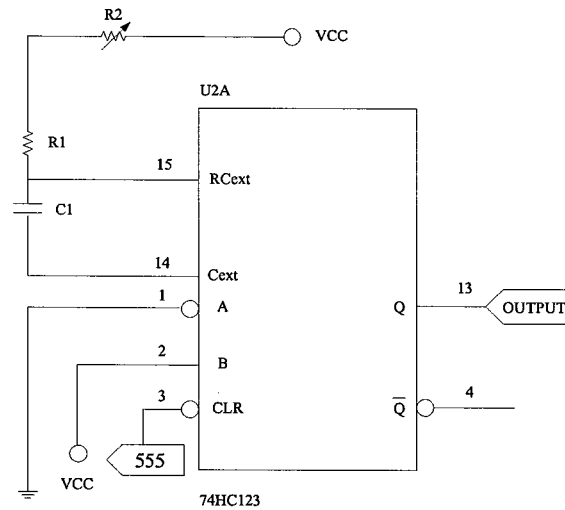 R2
VCC
U2A
R1
15
RCext
C1
14
Cext
1
A
Q
13
OUTPUT
2
B
3
CLR
Q
4
555
VCC
74HC123